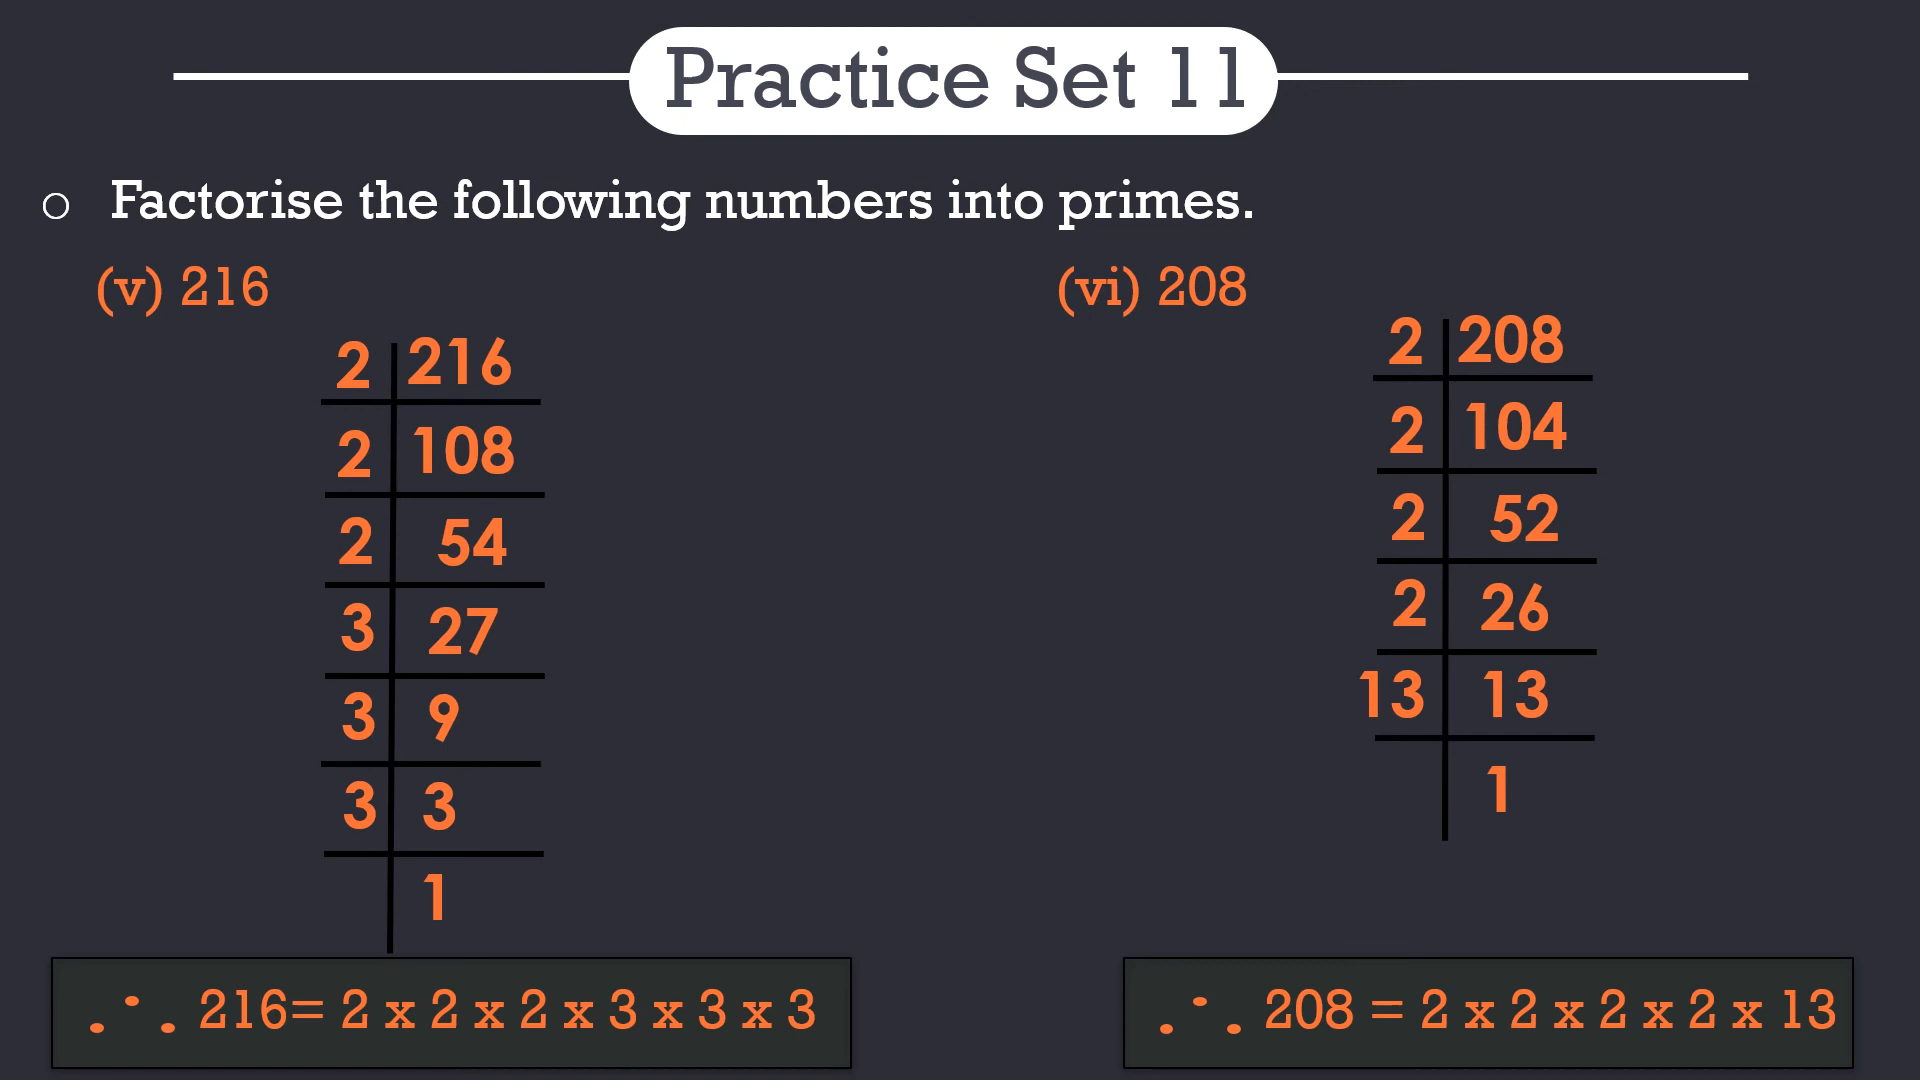 Practice Set 11
○ Factorise the following numbers into primes.
(v) 216
2 216
2 108
2 54
3 27
3 9
3 3
1
∴ 216= 2 x 2 x 2 x 3 x 3 x 3
(vi) 208
2 208
2 104
2 52
2 26
13 13
1
∴ 208 = 2 x 2 x 2 x 2 x 13